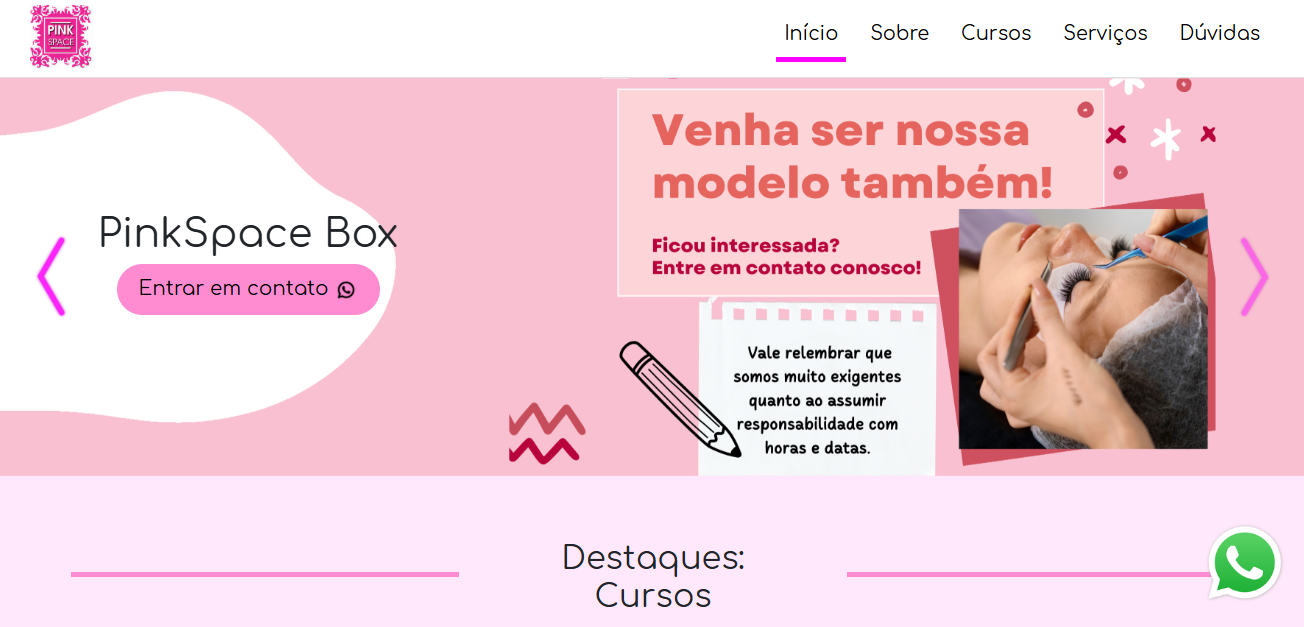 PINK
SPACE
Início
Sobre
Cursos
Serviços
Dúvidas
PinkSpace Box
Entrar em contato
Venha ser nossa
modelo também!
Ficou interessada?
Entre em contato conosco!
Vale relembrar que
somos muito exigentes
quanto ao assumir
responsabilidade com
horas e datas.
Destaques:
Cursos